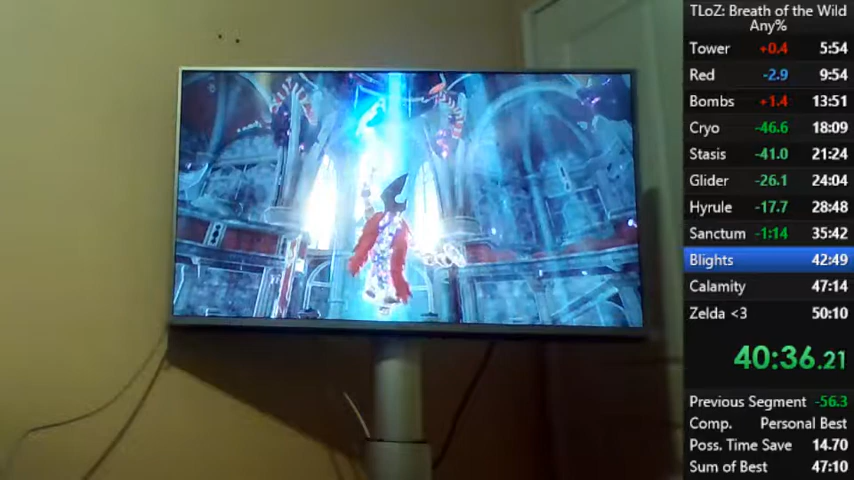 TLoZ: Breath of the Wild
Any%
Tower +0.4 5:54
Red -2.9 9:54
Bombs +1.4 13:51
Cryo -46.6 18:09
Stasis -41.0 21:24
Glider -26.1 24:04
Hyrule -17.7 28:48
Sanctum -1:14 35:42
Blights 42:49
Calamity 47:14
Zelda <3 50:10
40:36.21
Previous Segment -56.3
Comp. Personal Best
Poss. Time Save 14.70
Sum of Best 47:10